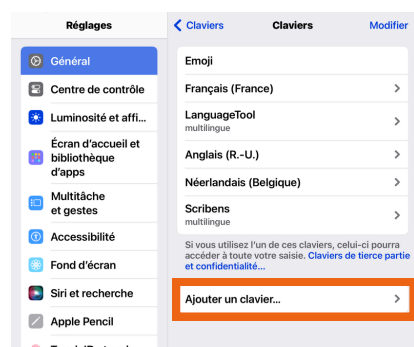 Réglages
Général
Centre de contrôle
Luminosité et affi...
Écran d'accueil et
bibliothèque
d'apps
Multitâche
et gestes
Accessibilité
Fond d'écran
Siri et recherche
Apple Pencil
Claviers
Claviers
Modifier
Emoji
Français (France)
LanguageTool
multilingue
Anglais (R.-U.)
Néerlandais (Belgique)
Scribens
multilingue
Si vous utilisez l'un de ces claviers, celui-ci pourra
accéder à toute votre saisie. Claviers de tierce partie
et confidentialité...
Ajouter un clavier...